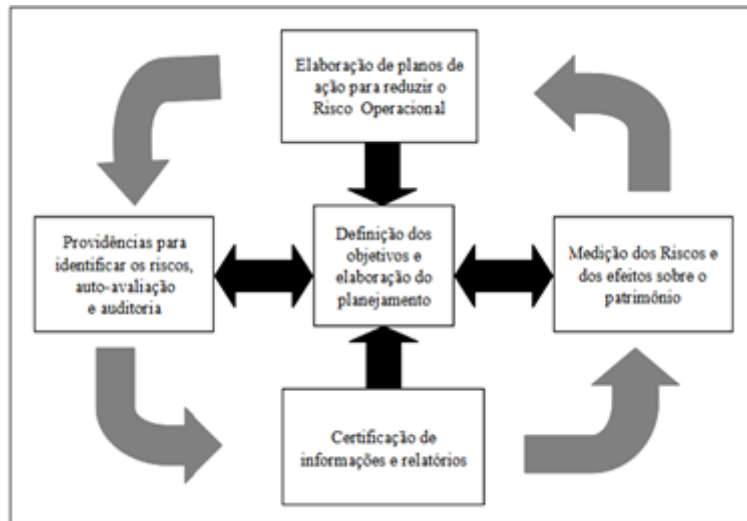 Elaboração de planos de
ação para reduzir o
Risco Operacional
Providências para
identificar os riscos,
auto-avaliação
e auditoria
Definição dos
objetivos e
elaboração do
planejamento
Medição dos Riscos e
dos efeitos sobre o
patrimônio
Certificação de
informações e relatórios